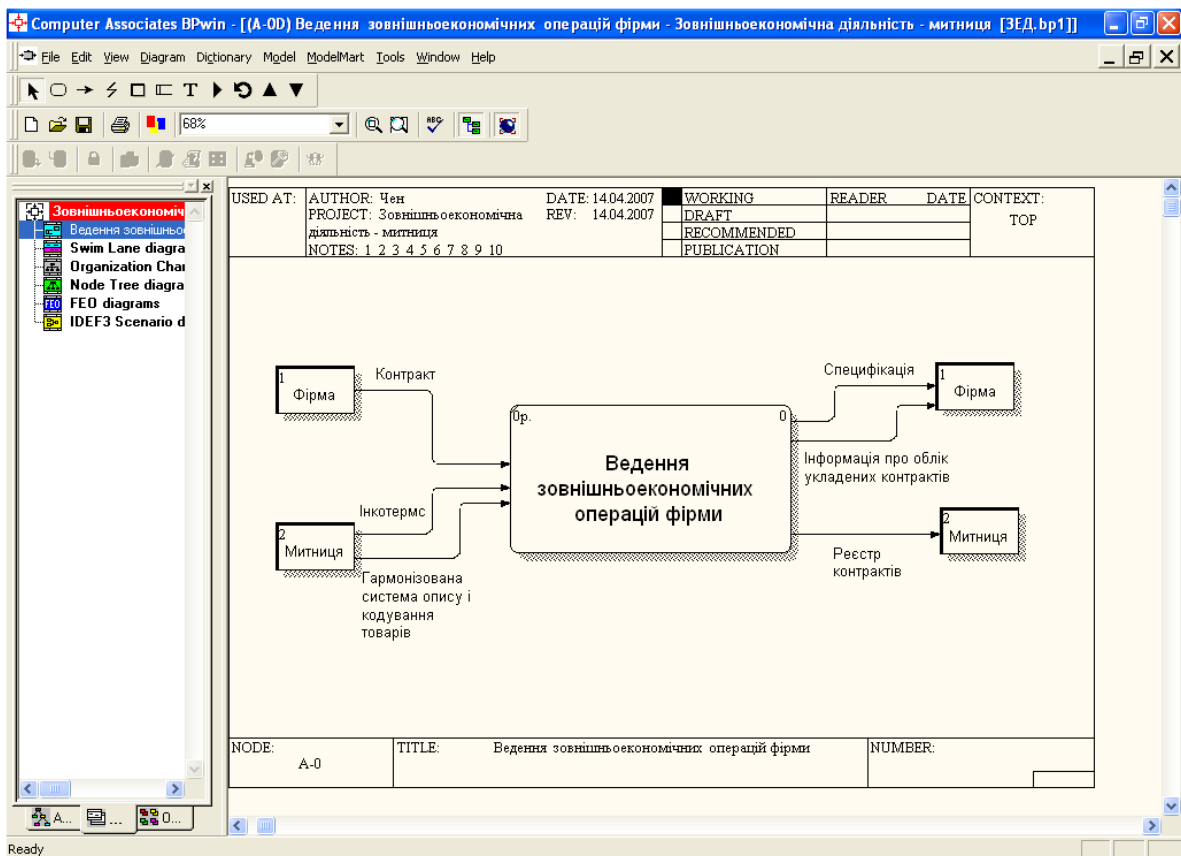 Computer Associates BPwin - [(A-0D) Ведення зовнішньоекономічних операцій фірми - Зовнішньоекономічна діяльність - митниця [ЗЕД.bp1]]
File Edit View Diagram Dictionary Model ModelMart Tools Window Help
68%
USED AT: AUTHOR: Чен DATE: 14.04.2007 WORKING READER DATE CONTEXT:
PROJECT: Зовнішньоекономічна REV: 14.04.2007 DRAFT TOP
діяльність - митниця RECOMMENDED
NOTES: 1 2 3 4 5 6 7 8 9 10 PUBLICATION
Зовнішньоекономіч
Ведення зовнішньо
Swim Lane diagra
Organization Char
Node Tree diagra
FEO diagrams
IDEF3 Scenario d
1
Фірма
Контракт
2
Митниця
Інкотермс
Гармонізована
система опису і
кодування
товарів
0р. 0
Ведення
зовнішньоекономічних
операцій фірми
Специфікація
1
Фірма
Інформація про облік
укладених контрактів
2
Митниця
Реєстр
контрактів
NODE: TITLE: Ведення зовнішньоекономічних операцій фірми NUMBER:
A-0
A... ... O...
Ready